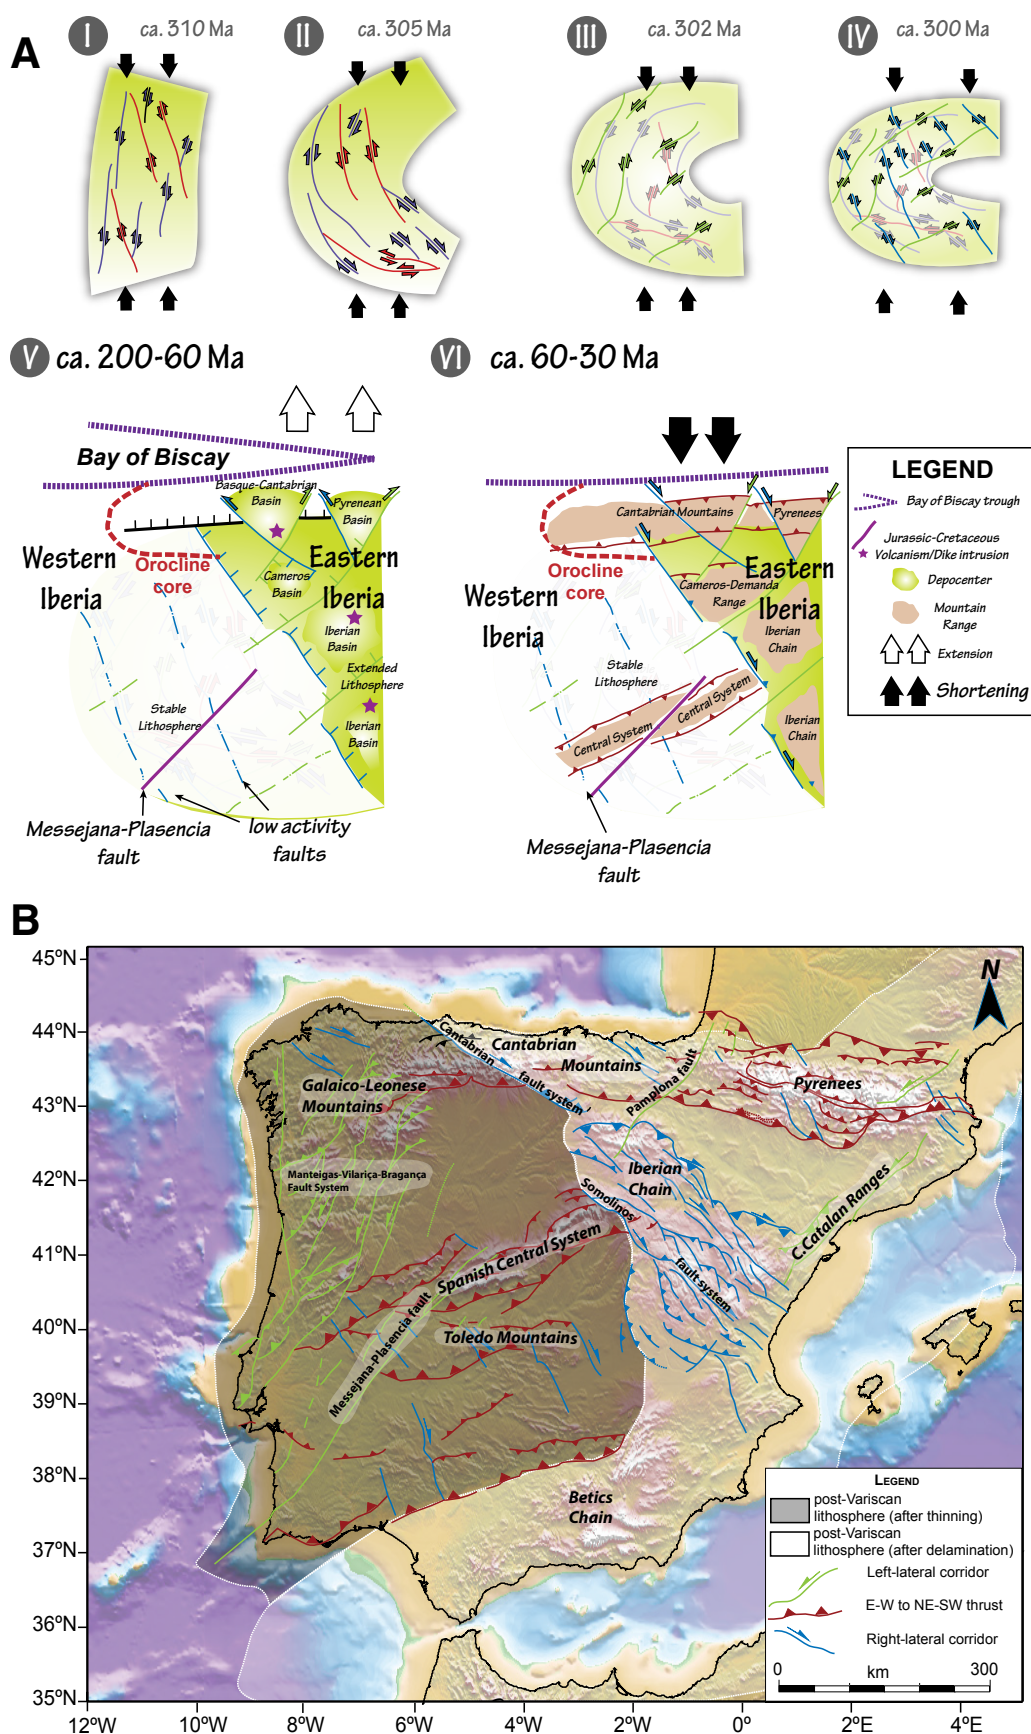 A
I
ca. 310 Ma
II
ca. 305 Ma
III
ca. 302 Ma
IV
ca. 300 Ma
V
ca. 200-60 Ma
Bay of Biscay
Basque-Cantabrian
Basin
Pyrenean
Basin
Western
Iberia
Orocline
core
Cameros
Basin
Eastern
Iberia
Iberian
Basin
Extended
Lithosphere
Stable
Lithosphere
Iberian
Basin
Messejana-Plasencia
fault
low activity
faults
VI
ca. 60-30 Ma
Cantabrian Mountains
Pyrenees
Orocline
core
Western
Iberia
Cameros-Demanda
Range
Eastern
Iberia
Iberian
Chain
Stable
Lithosphere
Central System
Central System
Iberian
Chain
Messejana-Plasencia
fault
LEGEND
Bay of Biscay trough
Jurassic-Cretaceous
Volcanism/Dike intrusion
Depocenter
Mountain
Range
Extension
Shortening
B
45ºN
44ºN
43ºN
42ºN
41ºN
40ºN
39ºN
38ºN
37ºN
36ºN
35ºN
12ºW
10ºW
8ºW
6ºW
4ºW
2ºW
0º
2ºE
4ºE
N
Cantabrian
fault system
Cantabrian
Mountains
Pamplona fault
Pyrenees
Galaico-Leonese
Mountains
Manteigas-Vilariça-Bragança
Fault System
Iberian
Chain
Somolinos
fault system
C.Catalan Ranges
Spanish Central System
Messejana-Plasencia fault
Toledo Mountains
Betics
Chain
LEGEND
post-Variscan
lithosphere (after thinning)
post-Variscan
lithosphere (after delamination)
Left-lateral corridor
E-W to NE-SW thrust
Right-lateral corridor
0 km 300